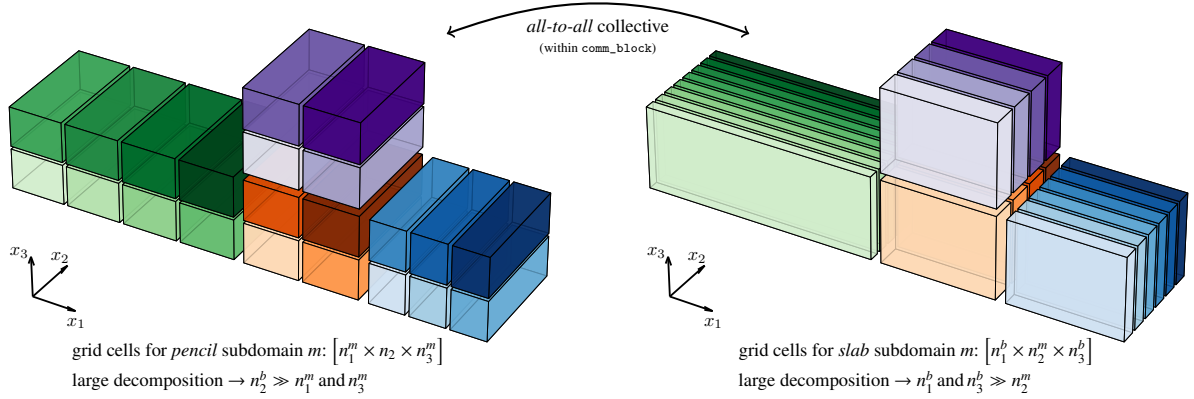 all-to-all collective
(within comm_block)
x₃
x₂
x₁
x₃
x₂
x₁
grid cells for pencil subdomain m: [n₁ᵐ × n₂ × n₃ᵐ]
large decomposition → n₂ᵇ ≫ n₁ᵐ and n₃ᵐ
grid cells for slab subdomain m: [n₁ᵇ × n₂ᵐ × n₃ᵇ]
large decomposition → n₁ᵇ and n₃ᵇ ≫ n₂ᵐ